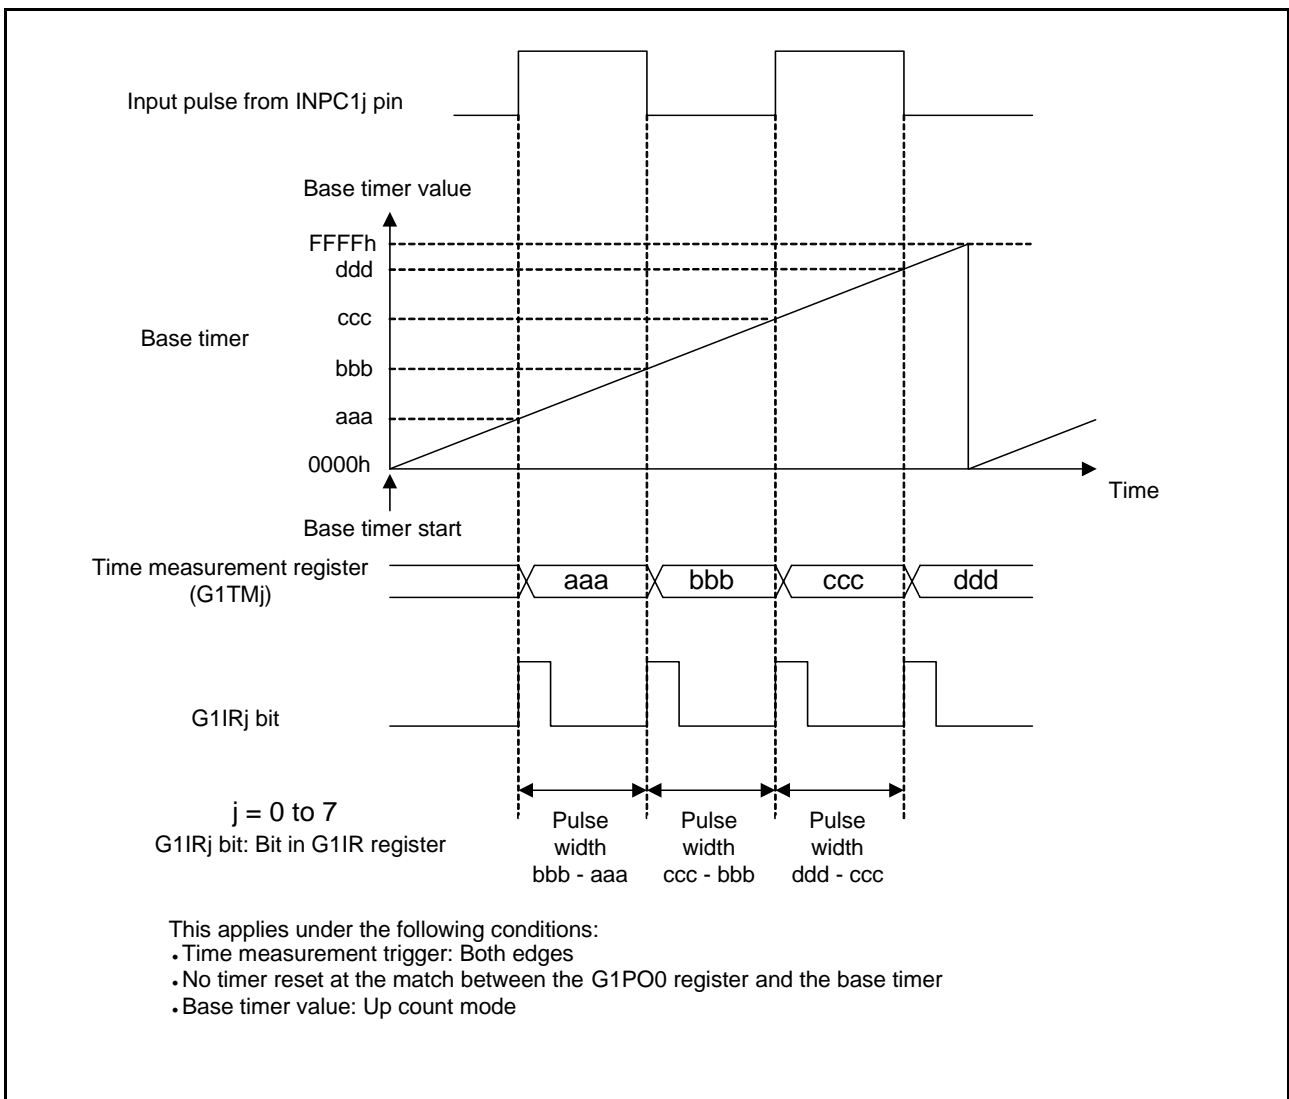 Input pulse from INPC1j pin
Base timer value
FFFFh
ddd
ccc
Base timer
bbb
aaa
0000h
Time
Base timer start
Time measurement register
(G1TMj)
aaa
bbb
ccc
ddd
G1IRj bit
j = 0 to 7
G1IRj bit: Bit in G1IR register
Pulse
width
bbb - aaa
Pulse
width
ccc - bbb
Pulse
width
ddd - ccc
This applies under the following conditions:
• Time measurement trigger: Both edges
• No timer reset at the match between the G1PO0 register and the base timer
• Base timer value: Up count mode